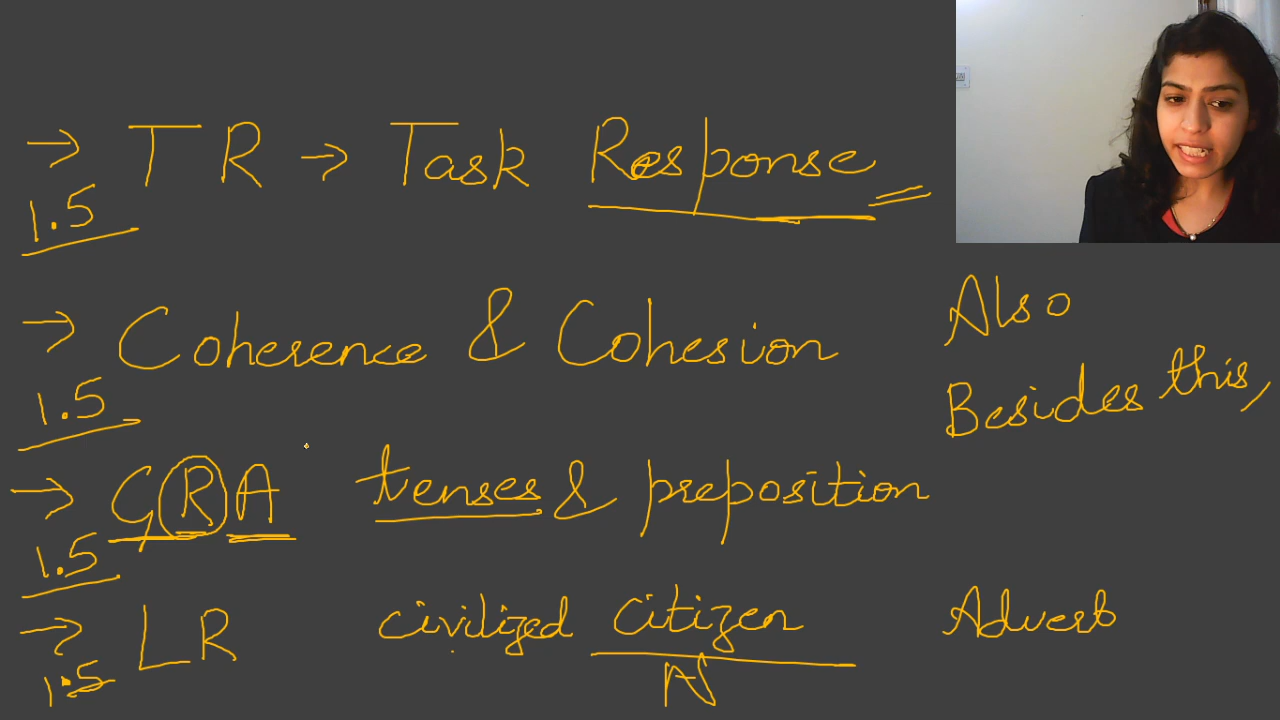 → TR → Task Response
1.5
→ Coherence & Cohesion
Also
Besides this,
1.5
→ GRA tenses & preposition
1.5
→ LR civilized citizen Adverb
N
1.5